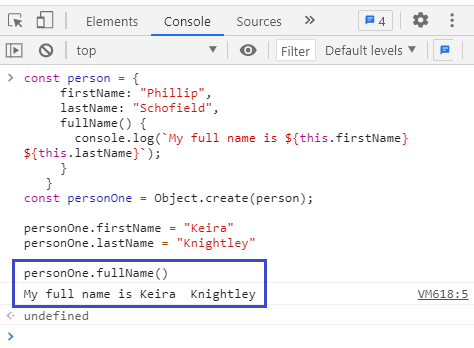 Elements Console Sources » 4
top Filter Default levels
> const person = {
firstName: "Phillip",
lastName: "Schofield",
fullName() {
console.log(`My full name is ${this.firstName}
${this.lastName}`);
}
}
const personOne = Object.create(person);
personOne.firstName = "Keira"
personOne.lastName = "Knightley"
personOne.fullName()
My full name is Keira  Knightley VM618:5
undefined
>